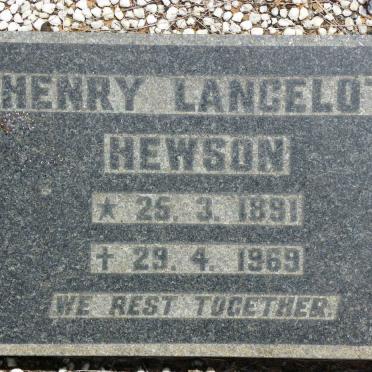 HENRY LANCELOT
HEWSON
★ 25. 3. 1891
✝ 29. 4. 1969
WE REST TOGETHER.